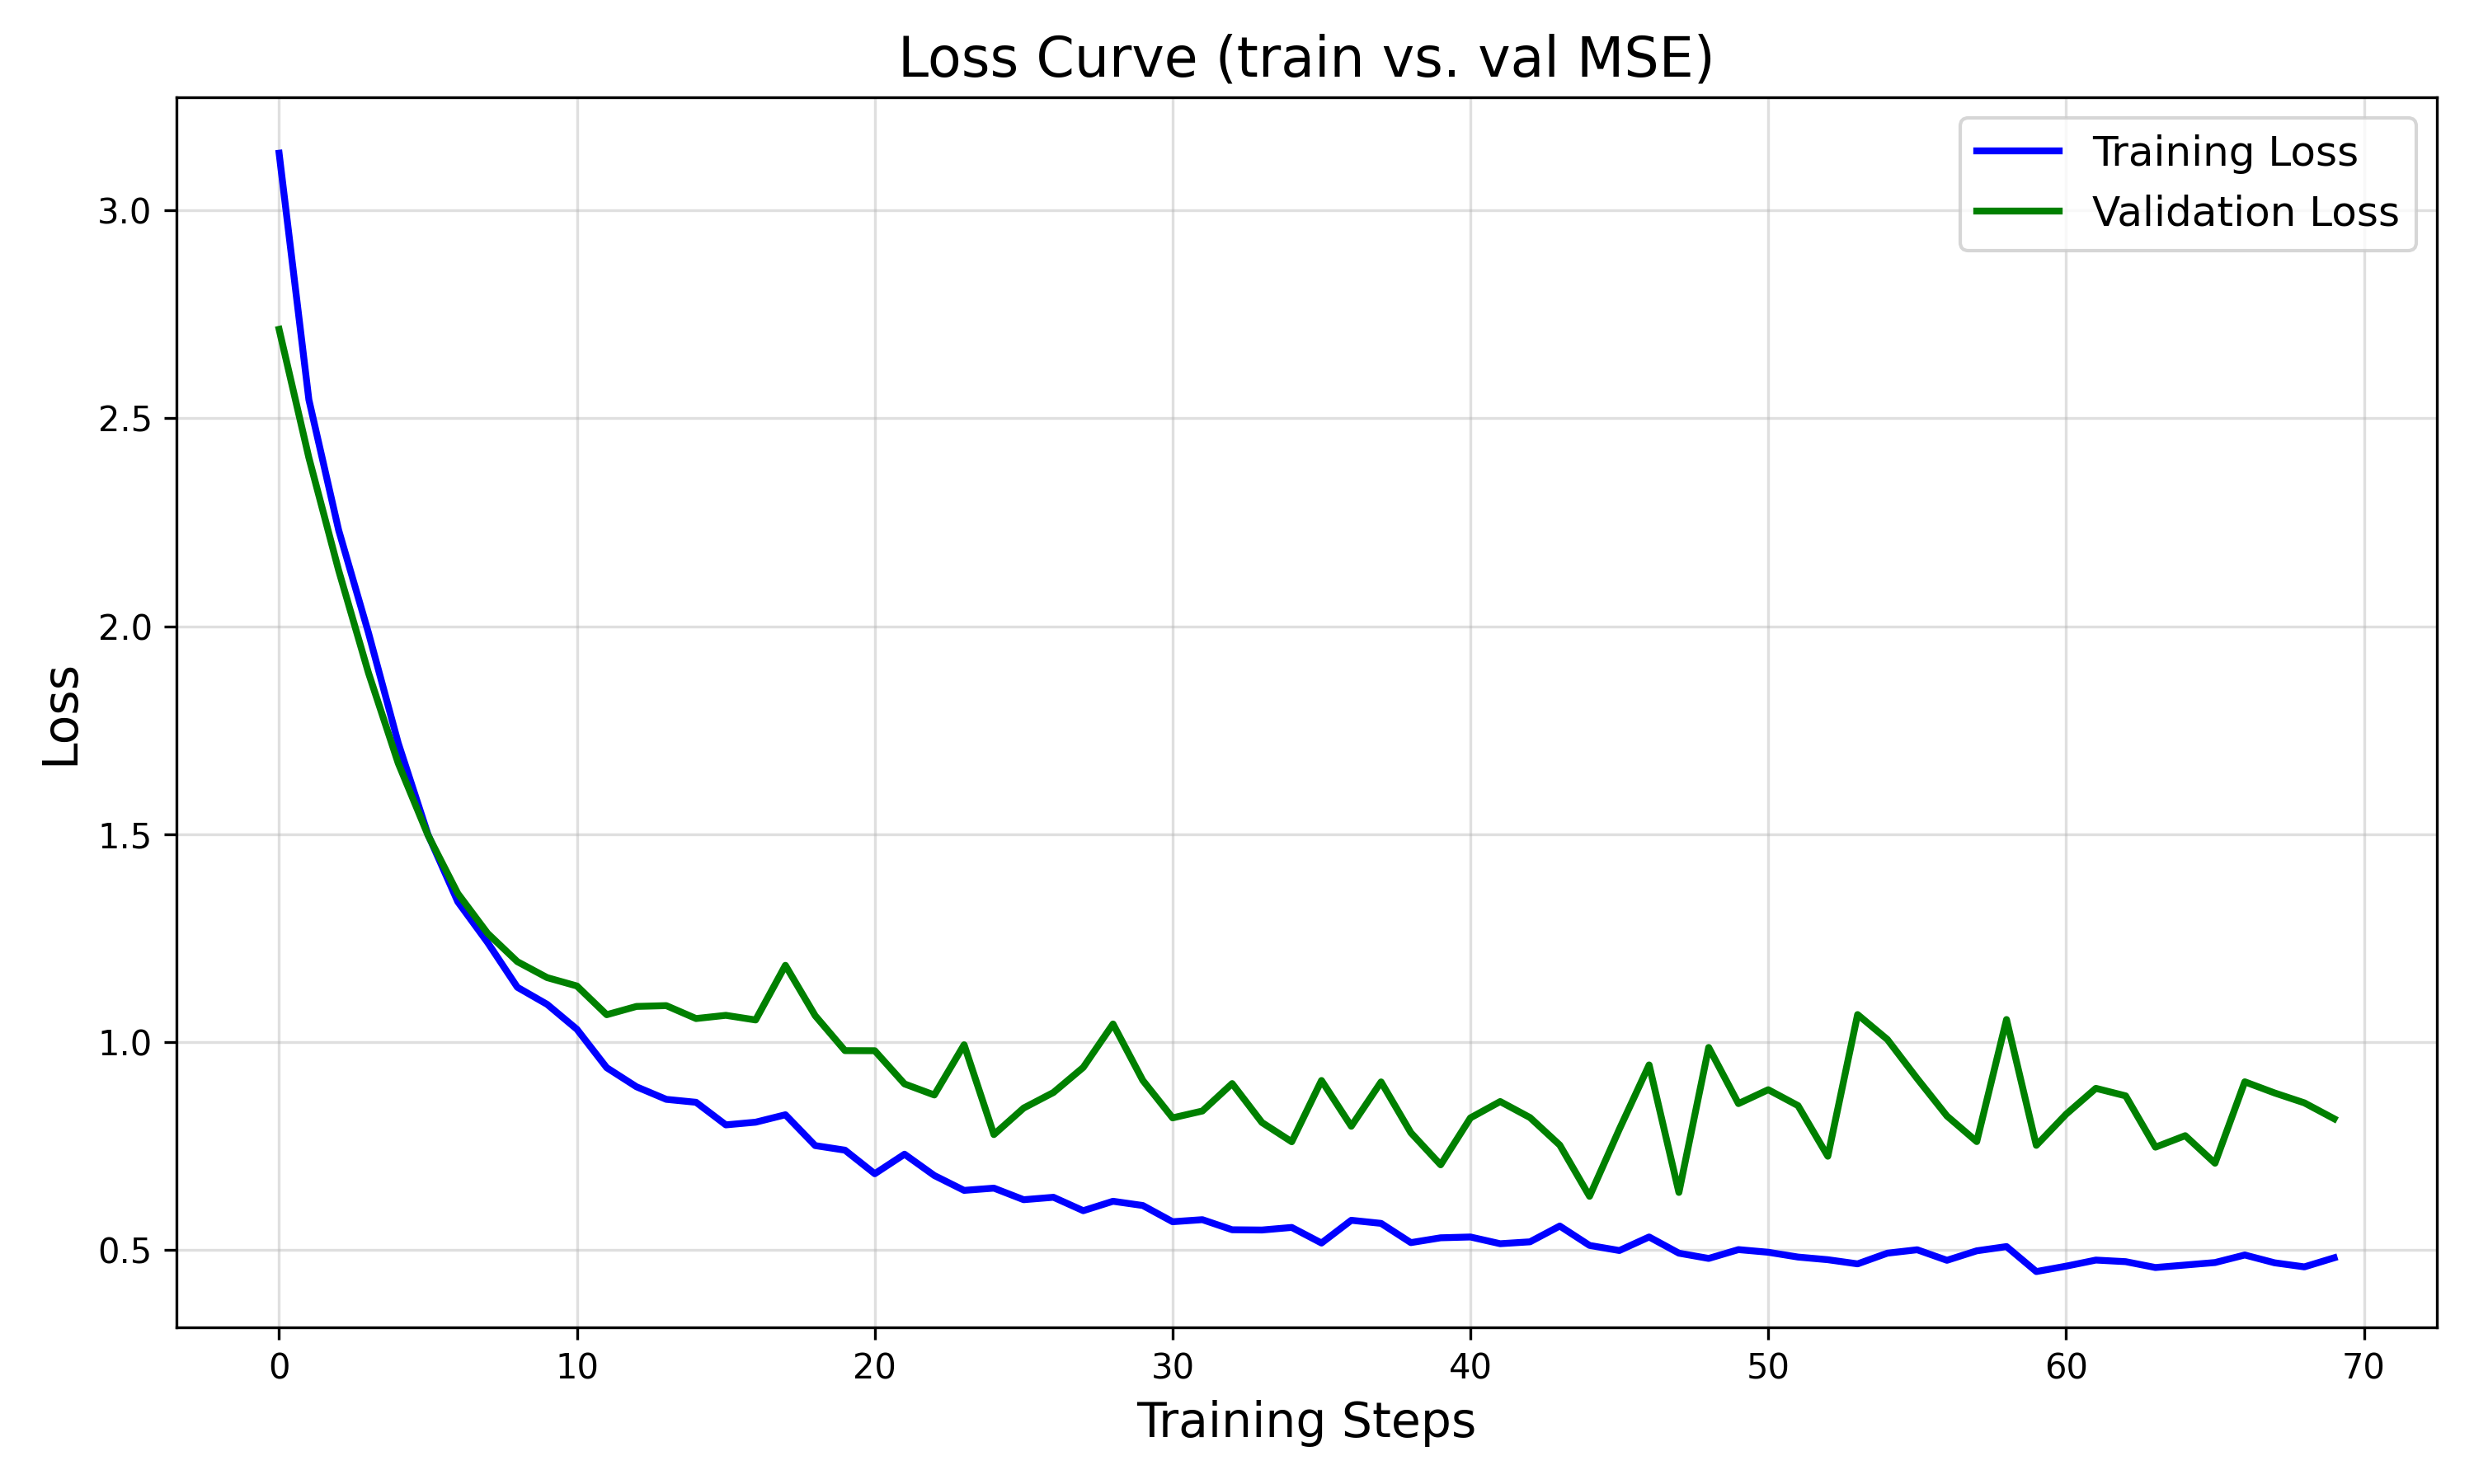 Loss Curve (train vs. val MSE)
Training Loss
Validation Loss
3.0
2.5
2.0
1.5
1.0
0.5
Loss
0 10 20 30 40 50 60 70
Training Steps